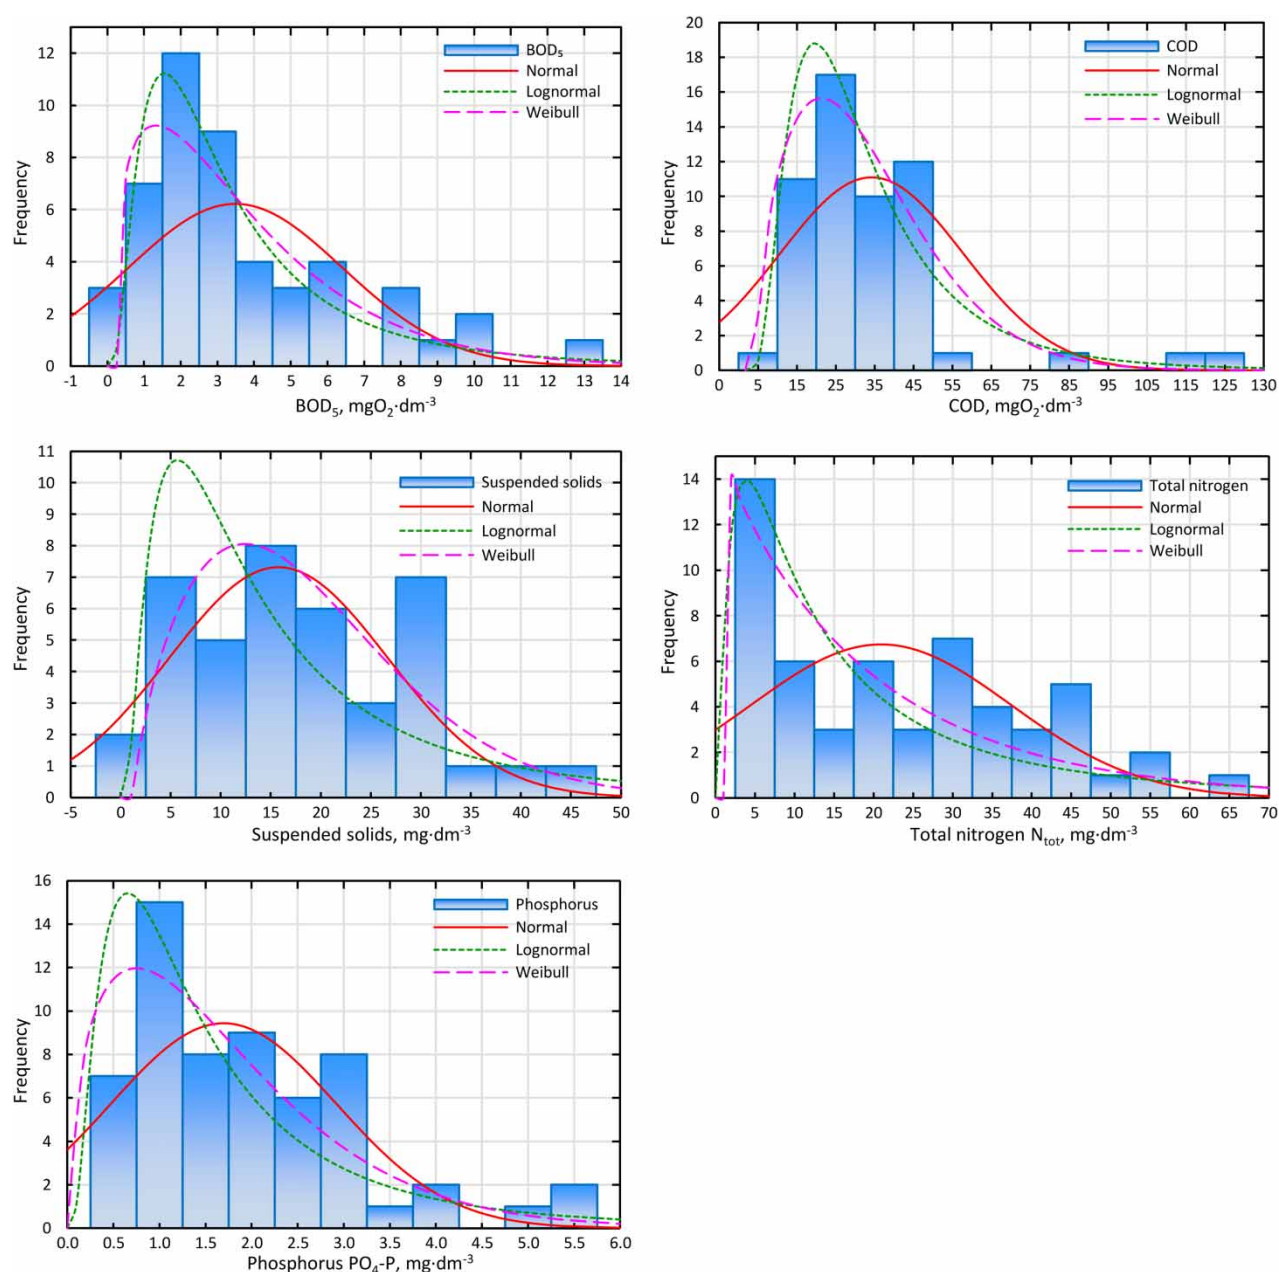 BOD₅
Normal
Lognormal
Weibull
Frequency
12
10
8
6
4
2
0
-1 0 1 2 3 4 5 6 7 8 9 10 11 12 13 14
BOD₅, mgO₂·dm⁻³
COD
Normal
Lognormal
Weibull
Frequency
20
18
16
14
12
10
8
6
4
2
0
0 5 15 25 35 45 55 65 75 85 95 105 115 125 130
COD, mgO₂·dm⁻³
Suspended solids
Normal
Lognormal
Weibull
Frequency
11
10
9
8
7
6
5
4
3
2
1
0
-5 0 5 10 15 20 25 30 35 40 45 50
Suspended solids, mg·dm⁻³
Total nitrogen
Normal
Lognormal
Weibull
Frequency
14
12
10
8
6
4
2
0
0 5 10 15 20 25 30 35 40 45 50 55 60 65 70
Total nitrogen Nₜₒₜ, mg·dm⁻³
Phosphorus
Normal
Lognormal
Weibull
Frequency
16
14
12
10
8
6
4
2
0
0.0 0.5 1.0 1.5 2.0 2.5 3.0 3.5 4.0 4.5 5.0 5.5 6.0
Phosphorus PO₄-P, mg·dm⁻³